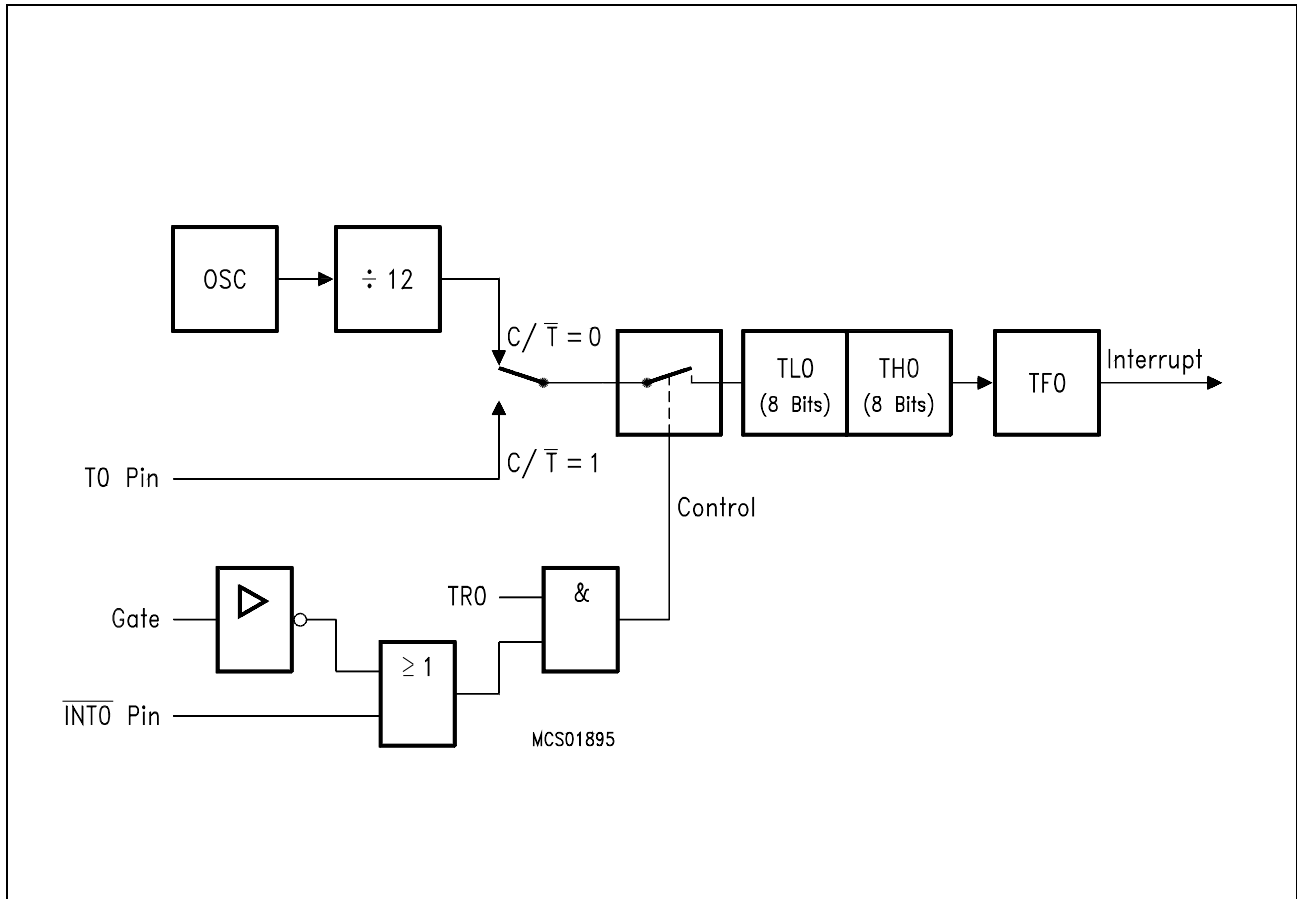 OSC
÷ 12
C/T̅ = 0
TL0
(8 Bits)
TH0
(8 Bits)
TF0
Interrupt
T0 Pin
C/T̅ = 1
Control
Gate
TR0
&
≥ 1
I̅N̅T̅0̅ Pin
MCS01895